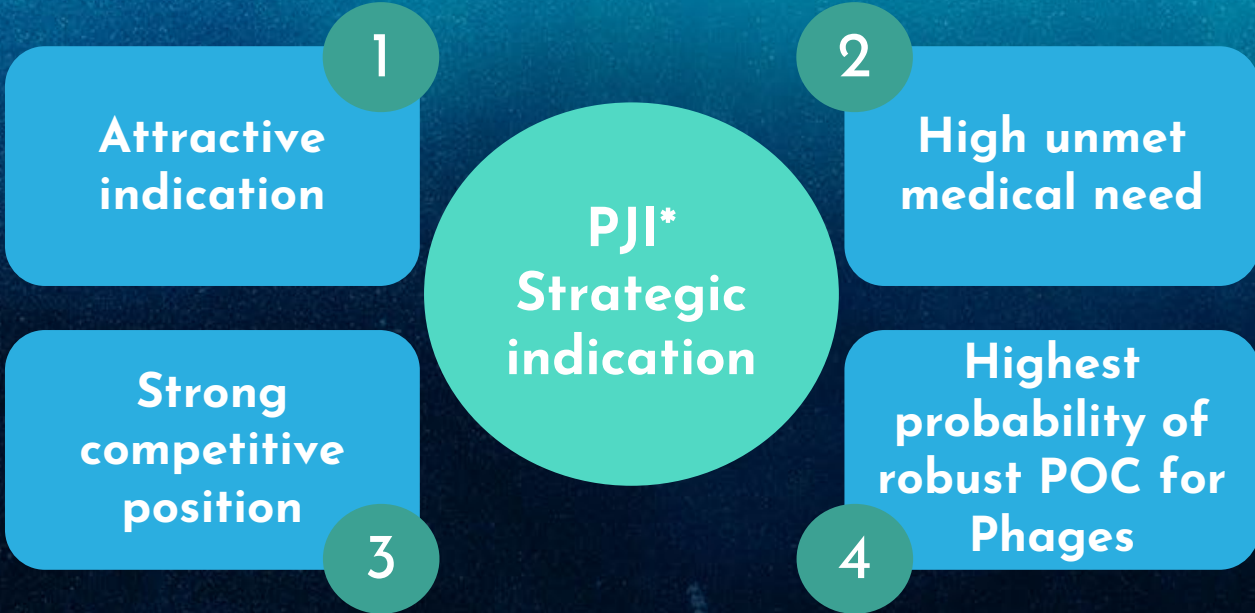 1
Attractive
indication
2
High unmet
medical need
PJI*
Strategic
indication
Strong
competitive
position
3
Highest
probability of
robust POC for
Phages
4